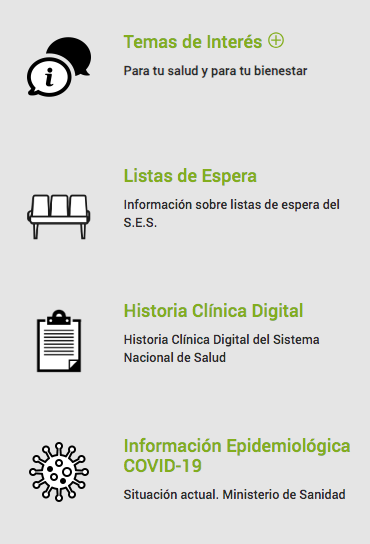 Temas de Interés
Para tu salud y para tu bienestar
Listas de Espera
Información sobre listas de espera del
S.E.S.
Historia Clínica Digital
Historia Clínica Digital del Sistema
Nacional de Salud
Información Epidemiológica
COVID-19
Situación actual. Ministerio de Sanidad